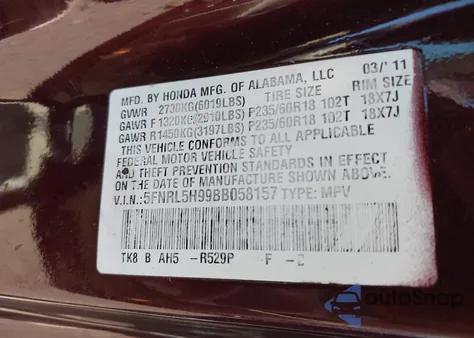 MFD. BY HONDA MFG. OF ALABAMA, LLC 03/'11
GVWR 2730KG(6019LBS) TIRE SIZE RIM SIZE
GAWR F 1320KG(2910LBS) P235/60R18 102T 18X7J
GAWR R1450KG(3197LBS) P235/60R18 102T 18X7J
THIS VEHICLE CONFORMS TO ALL APPLICABLE
FEDERAL MOTOR VEHICLE SAFETY
AND THEFT PREVENTION STANDARDS IN EFFECT
ON THE DATE OF MANUFACTURE SHOWN ABOVE.
V.I.N.: 5FNRL5H99BB058157 TYPE: MPV
TK8 B AH5 -R529P F -C
autoSnap